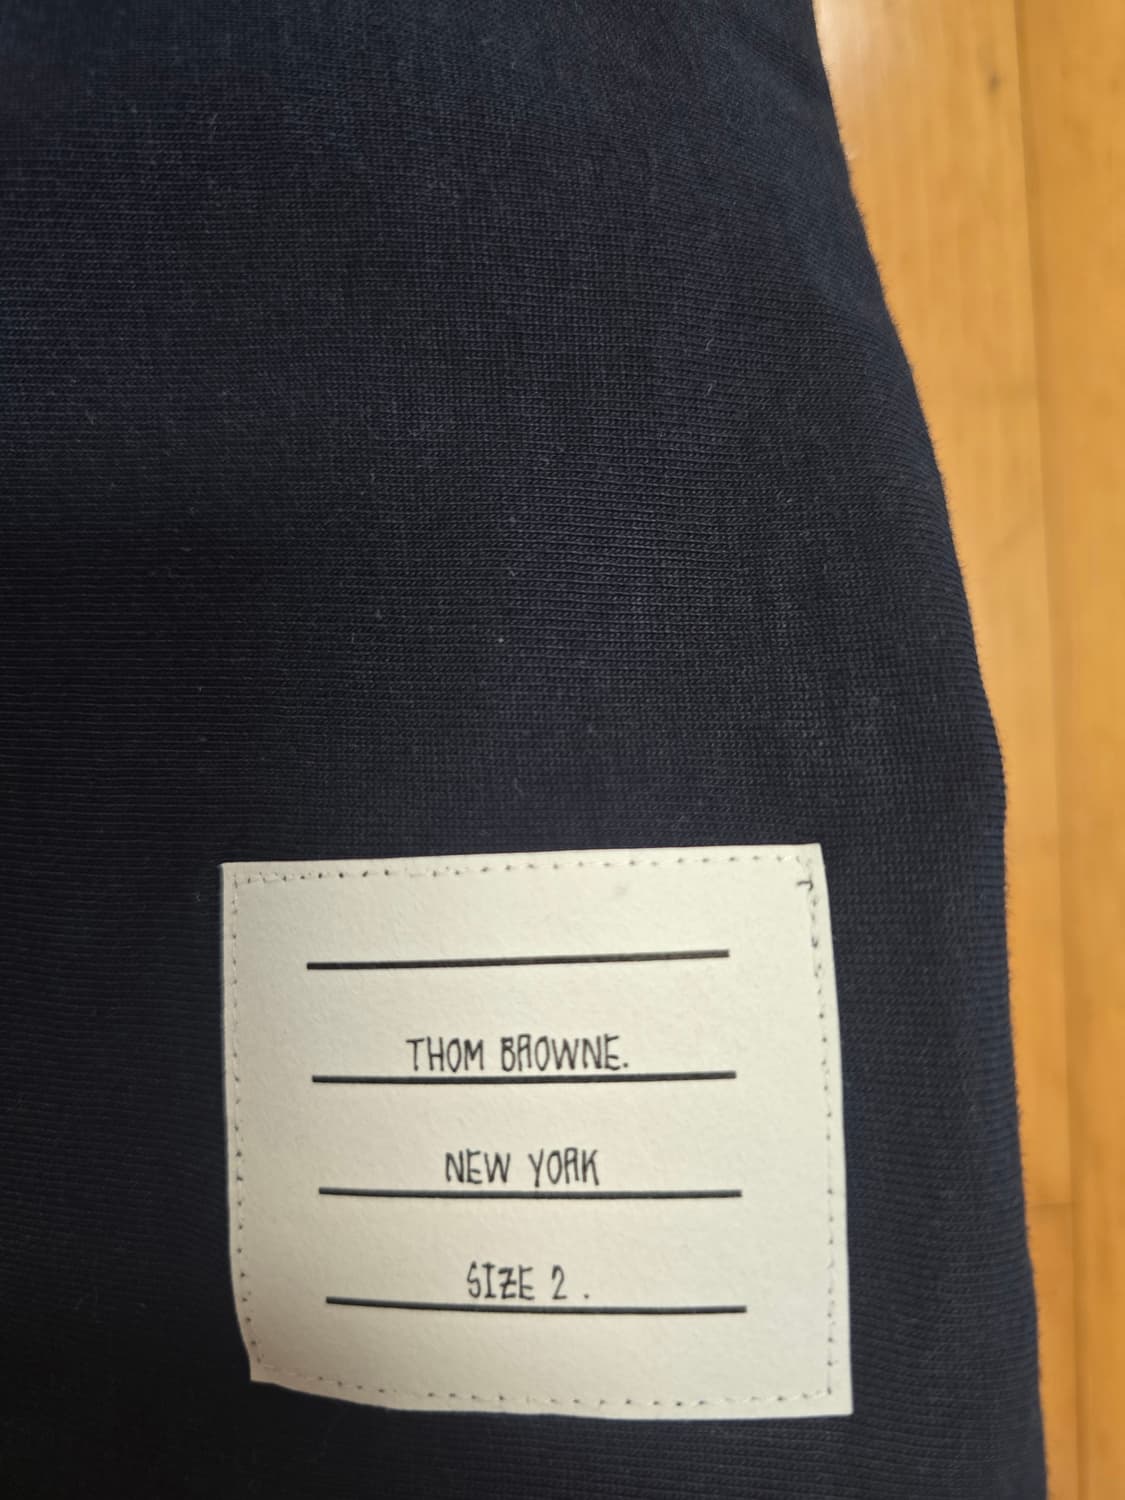 THOM BROWNE.
NEW YORK
SIZE 2 .